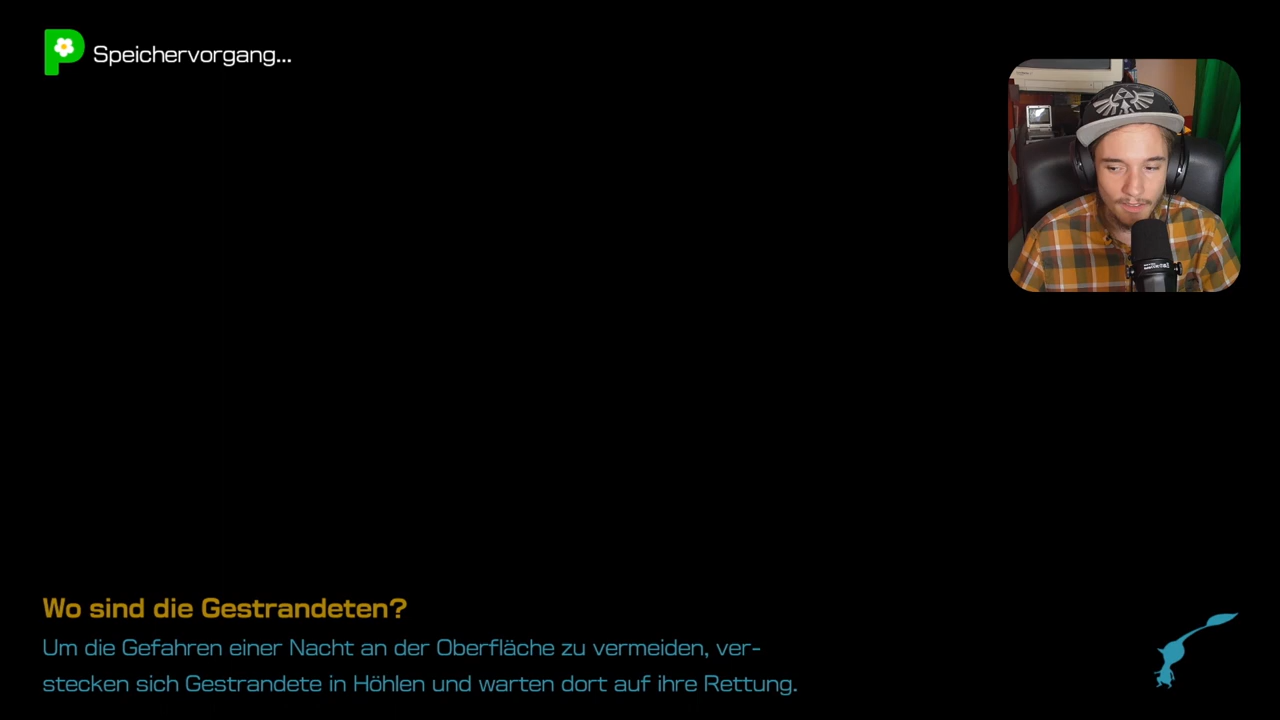 Speichervorgang...
Wo sind die Gestrandeten?
Um die Gefahren einer Nacht an der Oberfläche zu vermeiden, ver-
stecken sich Gestrandete in Höhlen und warten dort auf ihre Rettung.